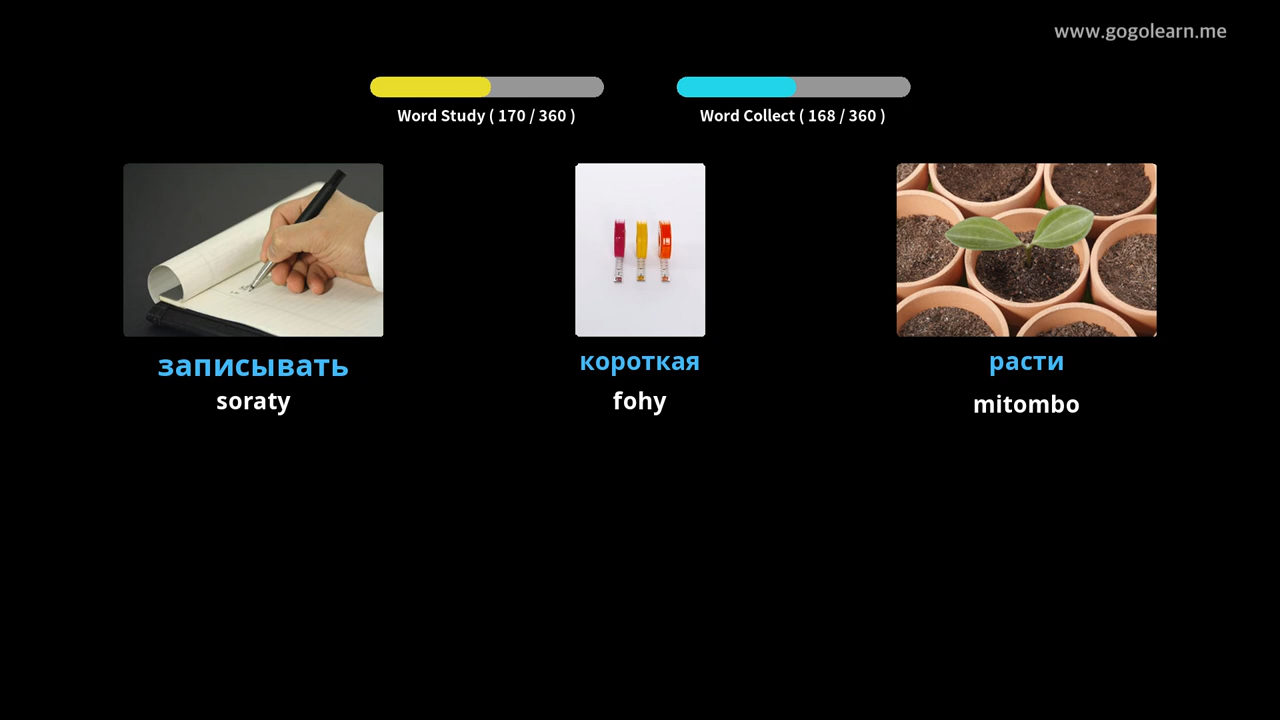 www.gogolearn.me
Word Study ( 170 / 360 )
Word Collect ( 168 / 360 )
записывать
soraty
короткая
fohy
расти
mitombo